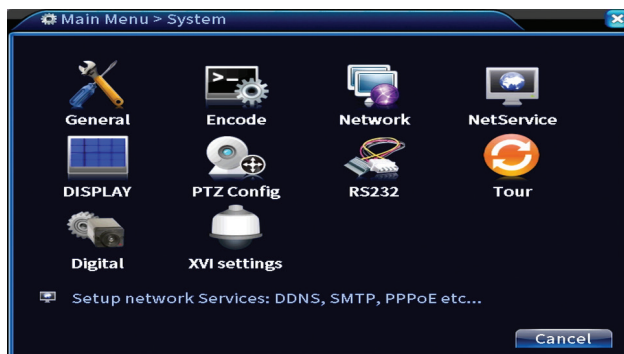 Main Menu > System
General Encode Network NetService
DISPLAY PTZ Config RS232 Tour
Digital XVI settings
Setup network Services: DDNS, SMTP, PPPoE etc...
Cancel